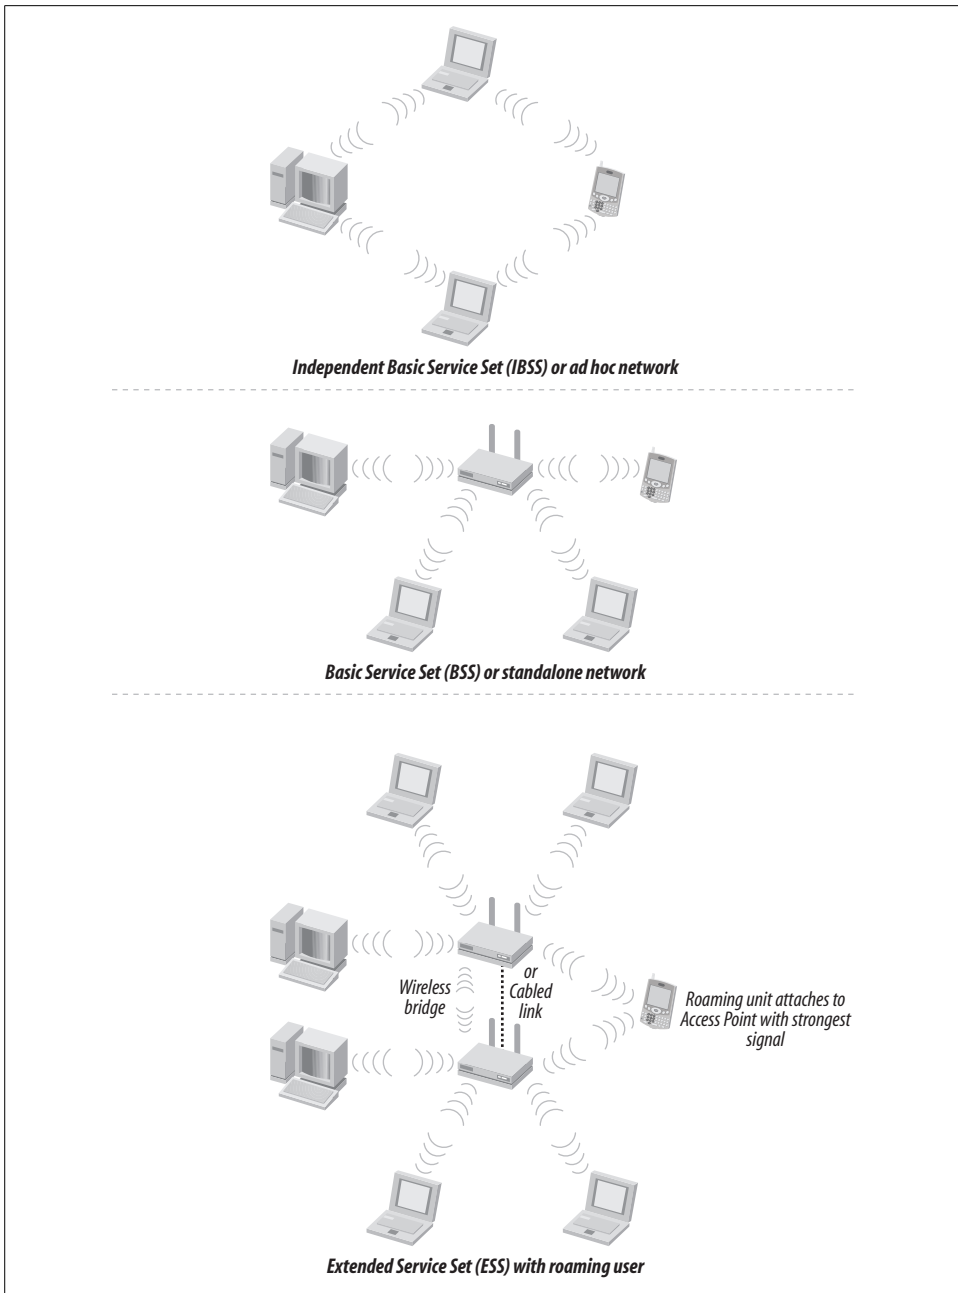 Independent Basic Service Set (IBSS) or ad hoc network
Basic Service Set (BSS) or standalone network
Wireless
bridge
or
Cabled
link
Roaming unit attaches to
Access Point with strongest
signal
Extended Service Set (ESS) with roaming user